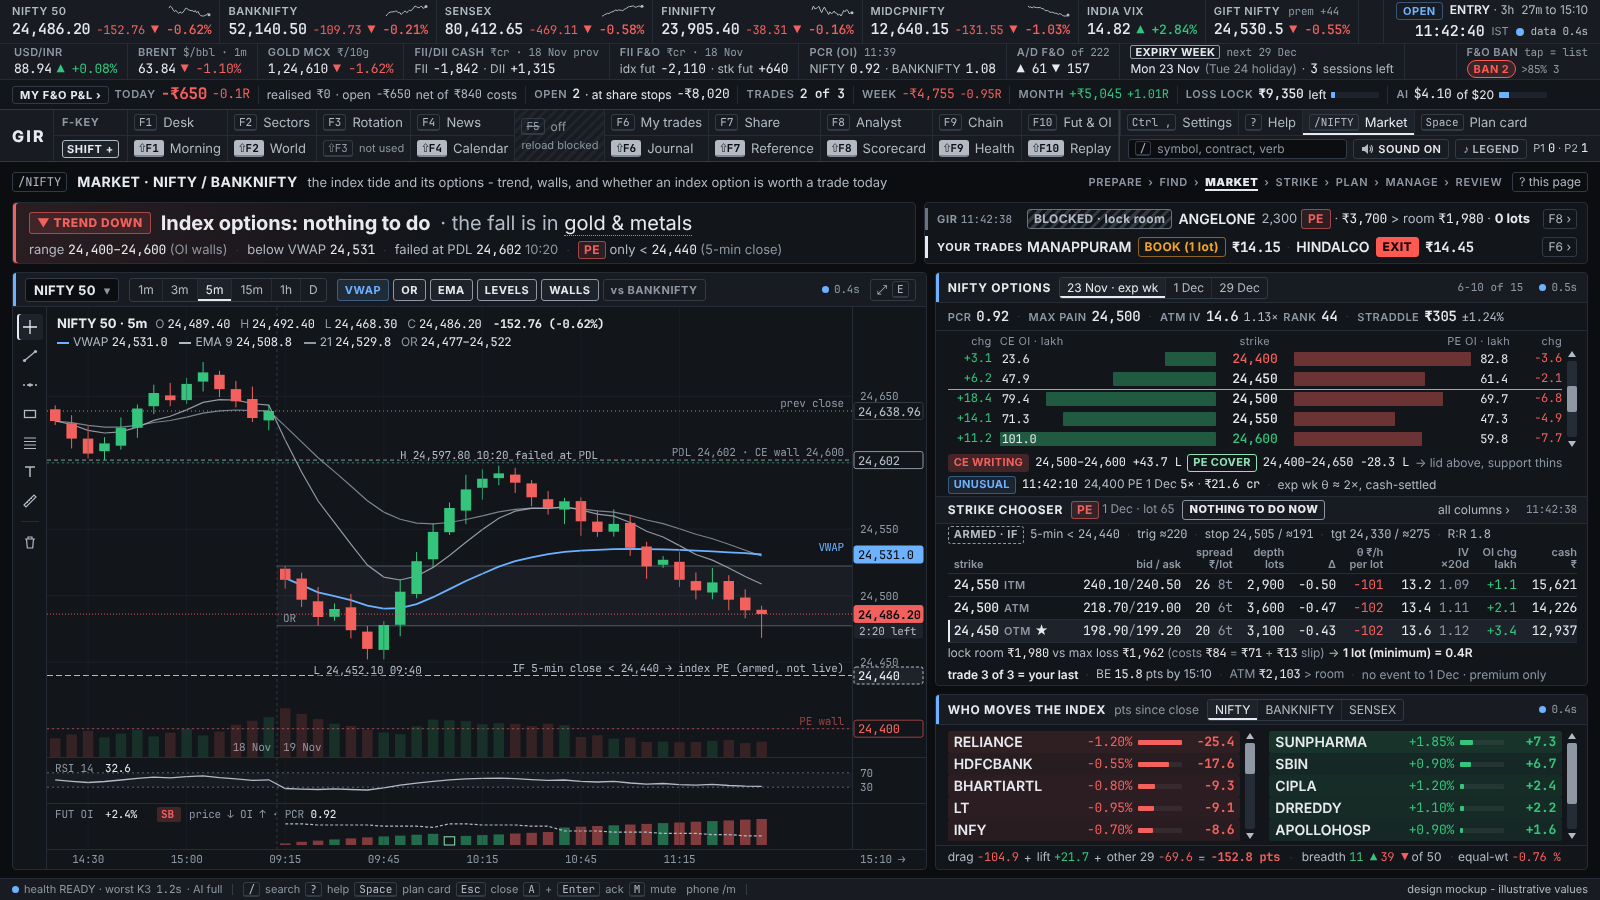 NIFTY 50 24,486.20 -152.76 ▼ -0.62%
BANKNIFTY 52,140.50 -109.73 ▼ -0.21%
SENSEX 80,412.65 -469.11 ▼ -0.58%
FINNIFTY 23,905.40 -38.31 ▼ -0.16%
MIDCPNIFTY 12,640.15 -131.55 ▼ -1.03%
INDIA VIX 14.82 ▲ +2.84%
GIFT NIFTY prem +44 24,530.5 ▼ -0.55%
OPEN ENTRY · 3h 27m to 15:10
11:42:40 IST data 0.4s
USD/INR 88.94 ▲ +0.08%
BRENT $/bbl · 1m 63.84 ▼ -1.10%
GOLD MCX ₹/10g 1,24,610 ▼ -1.62%
FII/DII CASH ₹cr · 18 Nov prov FII -1,842 · DII +1,315
FII F&O ₹cr · 18 Nov idx fut -2,110 · stk fut +640
PCR (OI) 11:39 NIFTY 0.92 · BANKNIFTY 1.08
A/D F&O of 222 ▲ 61 ▼ 157
EXPIRY WEEK next 29 Dec
Mon 23 Nov (Tue 24 holiday) · 3 sessions left
F&O BAN tap = list
BAN 2 >85% 3
MY F&O P&L › TODAY -₹650 -0.1R realised ₹0 · open -₹650 net of ₹840 costs OPEN 2 · at share stops -₹8,020 TRADES 2 of 3 WEEK -₹4,755 -0.95R MONTH +₹5,045 +1.01R LOSS LOCK ₹9,350 left AI $4.10 of $20
GIR
F-KEY F1 Desk F2 Sectors F3 Rotation F4 News F5 off F6 My trades F7 Share F8 Analyst F9 Chain F10 Fut & OI Ctrl , Settings ? Help /NIFTY Market Space Plan card
SHIFT + ⇧F1 Morning ⇧F2 World ⇧F3 not used ⇧F4 Calendar reload blocked ⇧F6 Journal ⇧F7 Reference ⇧F8 Scorecard ⇧F9 Health ⇧F10 Replay / symbol, contract, verb SOUND ON ♪ LEGEND P1 0 · P2 1
/NIFTY MARKET · NIFTY / BANKNIFTY the index tide and its options - trend, walls, and whether an index option is worth a trade today
PREPARE › FIND › MARKET › STRIKE › PLAN › MANAGE › REVIEW ? this page
▼ TREND DOWN Index options: nothing to do · the fall is in gold & metals
range 24,400–24,600 (OI walls) · below VWAP 24,531 · failed at PDL 24,602 10:20 · PE only < 24,440 (5-min close)
GIR 11:42:38 BLOCKED · lock room ANGELONE 2,300 PE · ₹3,700 > room ₹1,980 · 0 lots F8 ›
YOUR TRADES MANAPPURAM BOOK (1 lot) ₹14.15 HINDALCO EXIT ₹14.45 F6 ›
NIFTY 50 ▾ 1m 3m 5m 15m 1h D VWAP OR EMA LEVELS WALLS vs BANKNIFTY 0.4s E
NIFTY 50 · 5m O 24,489.40 H 24,492.40 L 24,468.30 C 24,486.20 -152.76 (-0.62%)
VWAP 24,531.0 EMA 9 24,508.8 21 24,529.8 OR 24,477–24,522
24,650
prev close 24,638.96
H 24,597.80 10:20 failed at PDL
PDL 24,602 · CE wall 24,600
24,602
24,550
VWAP 24,531.0
24,500
OR
24,486.20
2:20 left
L 24,452.10 09:40
IF 5-min close < 24,440 → index PE (armed, not live)
24,450
24,440
PE wall 24,400
18 Nov 19 Nov
RSI 14 32.6
70
30
FUT OI +2.4% SB price ↓ OI ↑ · PCR 0.92
14:30 15:00 09:15 09:45 10:15 10:45 11:15 15:10 →
NIFTY OPTIONS 23 Nov · exp wk 1 Dec 29 Dec 6-10 of 15 0.5s
PCR 0.92 · MAX PAIN 24,500 · ATM IV 14.6 1.13× RANK 44 · STRADDLE ₹305 ±1.24%
chg CE OI · lakh strike PE OI · lakh chg
+3.1 23.6 24,400 82.8 -3.6
+6.2 47.9 24,450 61.4 -2.1
+18.4 79.4 24,500 69.7 -6.8
+14.1 71.3 24,550 47.3 -4.9
+11.2 101.0 24,600 59.8 -7.7
CE WRITING 24,500–24,600 +43.7 L PE COVER 24,400–24,650 -28.3 L → lid above, support thins
UNUSUAL 11:42:10 24,400 PE 1 Dec 5× · ₹21.6 cr · exp wk θ ≈ 2×, cash-settled
STRIKE CHOOSER PE 1 Dec · lot 65 NOTHING TO DO NOW all columns › 11:42:38
ARMED · IF 5-min < 24,440 · trig ≈220 · stop 24,505 / ≈191 · tgt 24,330 / ≈275 · R:R 1.8
strike bid / ask spread ₹/lot depth lots Δ θ ₹/h per lot IV ×20d OI chg lakh cash ₹
24,550 ITM 240.10/240.50 26 8t 2,900 -0.50 -101 13.2 1.09 +1.1 15,621
24,500 ATM 218.70/219.00 20 6t 3,600 -0.47 -102 13.4 1.11 +2.1 14,226
24,450 OTM ★ 198.90/199.20 20 6t 3,100 -0.43 -102 13.6 1.12 +3.4 12,937
lock room ₹1,980 vs max loss ₹1,962 (costs ₹84 = ₹71 + ₹13 slip) → 1 lot (minimum) = 0.4R
trade 3 of 3 = your last · BE 15.8 pts by 15:10 · ATM ₹2,103 > room · no event to 1 Dec · premium only
WHO MOVES THE INDEX pts since close NIFTY BANKNIFTY SENSEX 0.4s
RELIANCE -1.20% -25.4 SUNPHARMA +1.85% +7.3
HDFCBANK -0.55% -17.6 SBIN +0.90% +6.7
BHARTIARTL -0.80% -9.3 CIPLA +1.20% +2.4
LT -0.95% -9.1 DRREDDY +1.10% +2.2
INFY -0.70% -8.6 APOLLOHOSP +0.90% +1.6
drag -104.9 + lift +21.7 + other 29 -69.6 = -152.8 pts · breadth 11 ▲ 39 ▼ of 50 · equal-wt -0.76 %
health READY · worst K3 1.2s · AI full / search ? help Space plan card Esc close A + Enter ack M mute phone /m design mockup - illustrative values